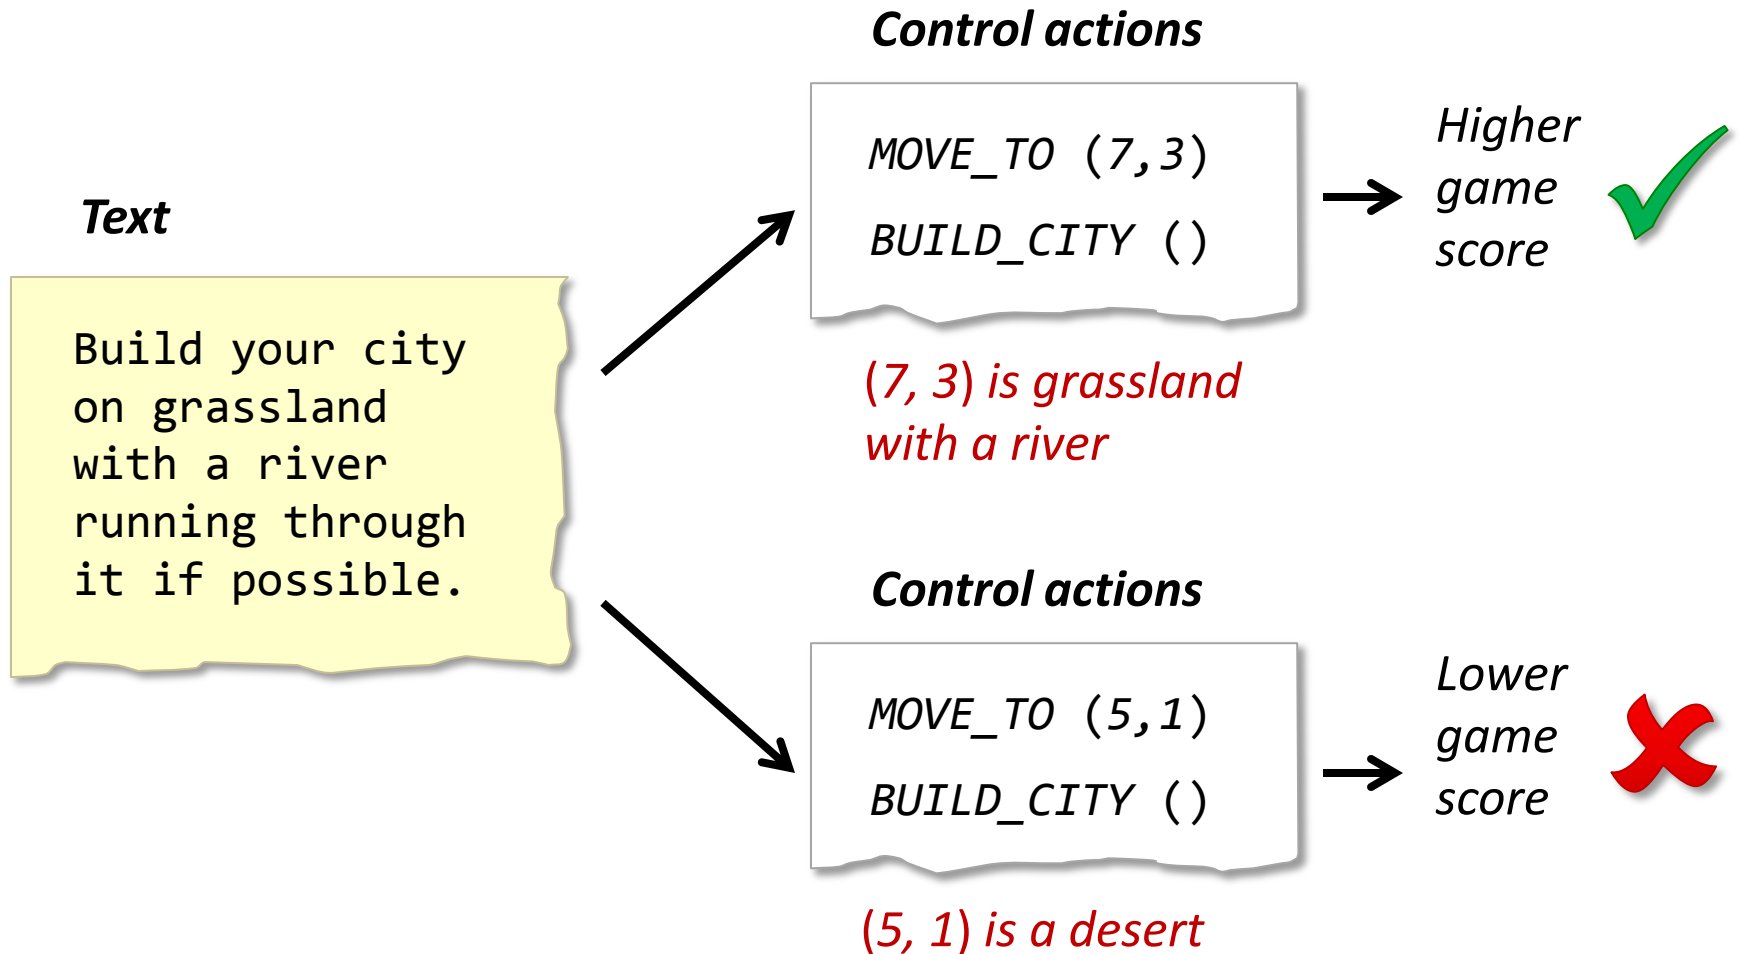 Text
Build your city
on grassland
with a river
running through
it if possible.
Control actions
MOVE_TO (7,3)
BUILD_CITY ()
(7, 3) is grassland
with a river
Higher
game
score
Control actions
MOVE_TO (5,1)
BUILD_CITY ()
(5, 1) is a desert
Lower
game
score